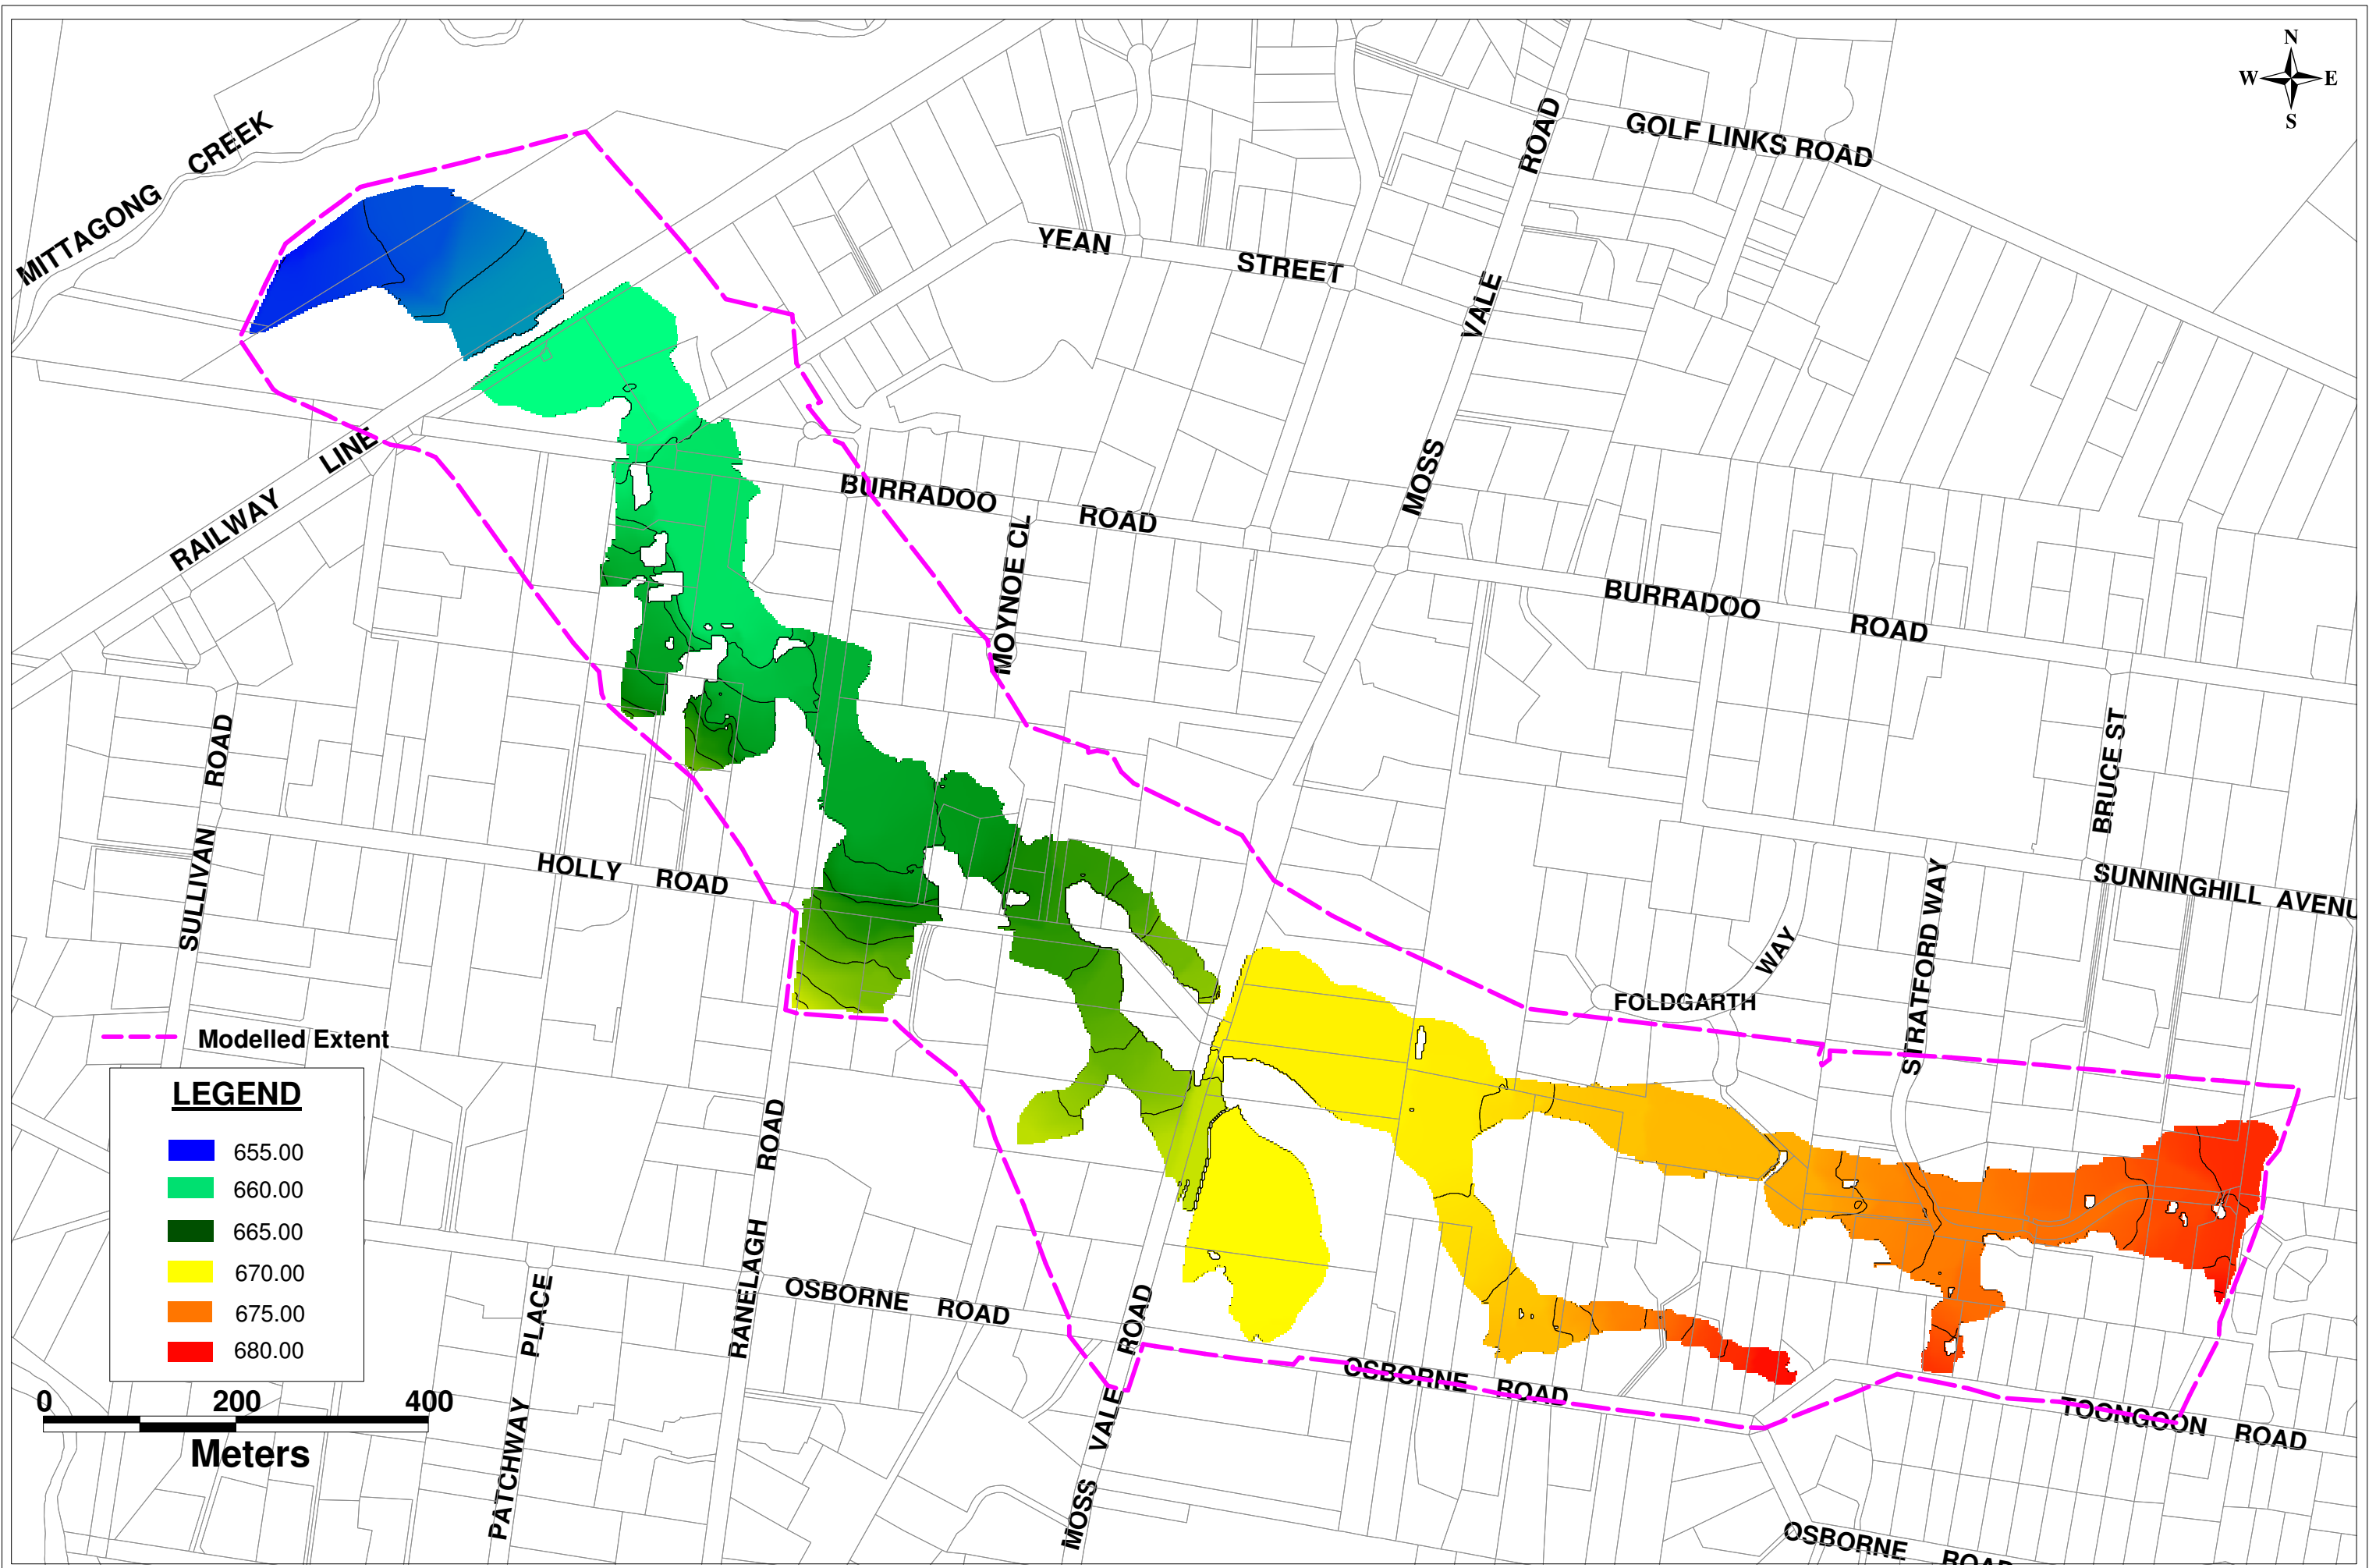 N
W E
S
GOLF LINKS ROAD
ROAD
VALE
MOSS
MITTAGONG CREEK
YEAN STREET
RAILWAY LINE
BURRADOO ROAD
MOYNOE CL
BURRADOO ROAD
BRUCE ST
SULLIVAN ROAD
HOLLY ROAD
SUNNINGHILL AVENU
STRATFORD WAY
FOLDGARTH WAY
Modelled Extent
LEGEND
655.00
660.00
665.00
670.00
675.00
680.00
0 200 400
Meters
RANELAGH ROAD
PATCHWAY PLACE
OSBORNE ROAD
MOSS VALE ROAD
OSBORNE ROAD
TOONGOON ROAD
OSBORNE ROAD